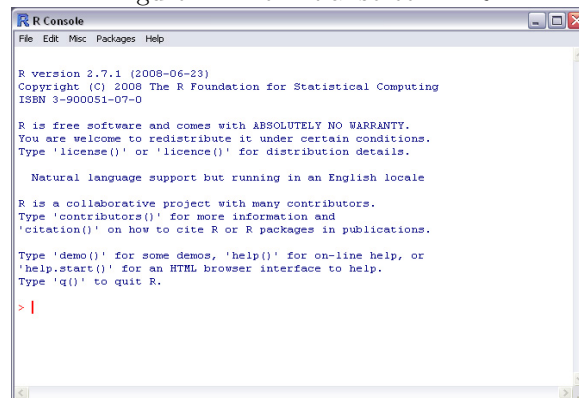 R Console
File Edit Misc Packages Help
R version 2.7.1 (2008-06-23)
Copyright (C) 2008 The R Foundation for Statistical Computing
ISBN 3-900051-07-0
R is free software and comes with ABSOLUTELY NO WARRANTY.
You are welcome to redistribute it under certain conditions.
Type 'license()' or 'licence()' for distribution details.
Natural language support but running in an English locale
R is a collaborative project with many contributors.
Type 'contributors()' for more information and
'citation()' on how to cite R or R packages in publications.
Type 'demo()' for some demos, 'help()' for on-line help, or
'help.start()' for an HTML browser interface to help.
Type 'q()' to quit R.
>